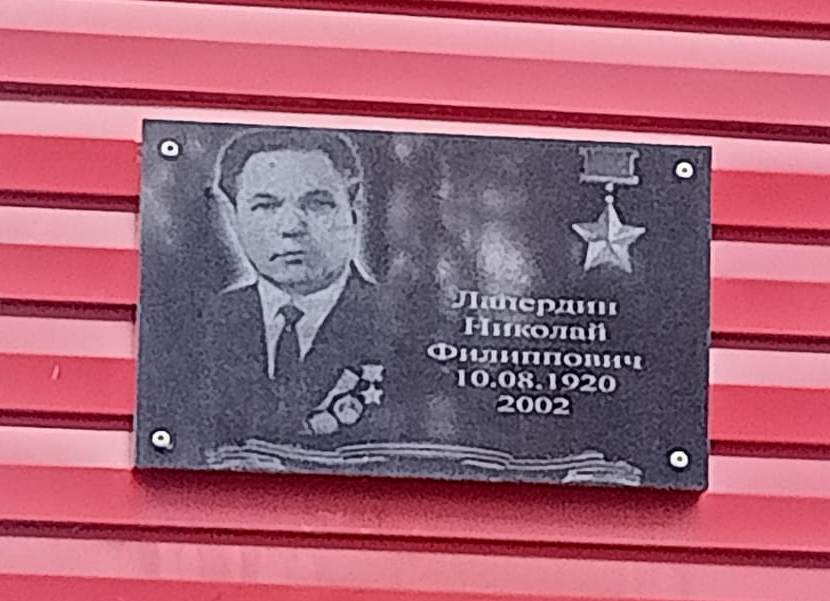 Лапердин
Николай
Филиппович
10.08.1920
2002